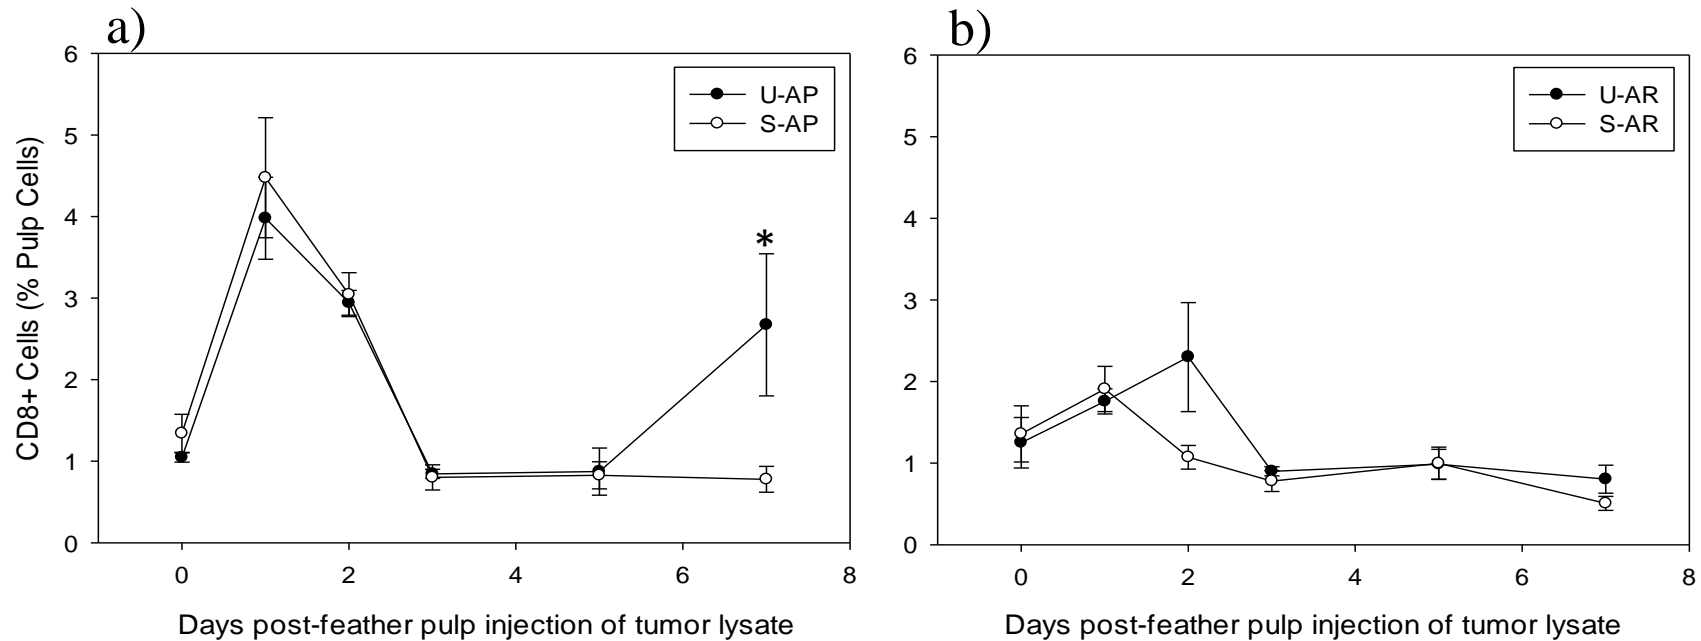 a)
CD8+ Cells (% Pulp Cells)
6
5
4
3
2
1
0
U-AP
S-AP
*
0 2 4 6 8
Days post-feather pulp injection of tumor lysate
b)
6
5
4
3
2
1
0
U-AR
S-AR
0 2 4 6 8
Days post-feather pulp injection of tumor lysate